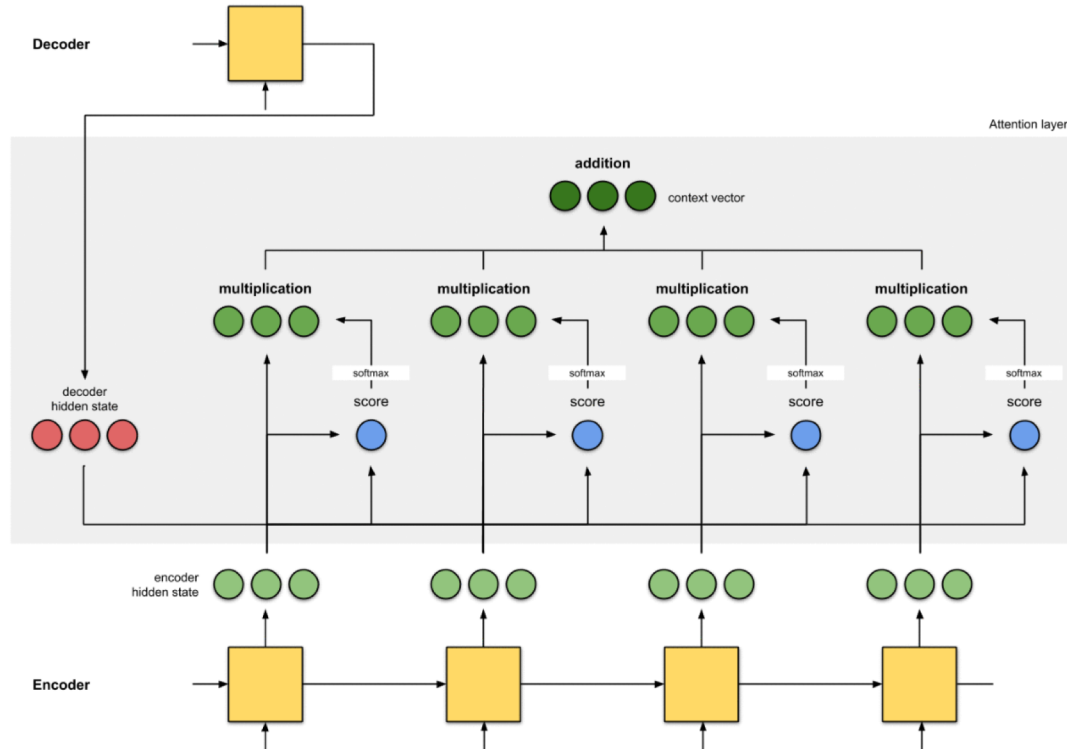 Decoder
Attention layer
addition
context vector
multiplication
multiplication
multiplication
multiplication
softmax
softmax
softmax
softmax
decoder
hidden state
score
score
score
score
encoder
hidden state
Encoder